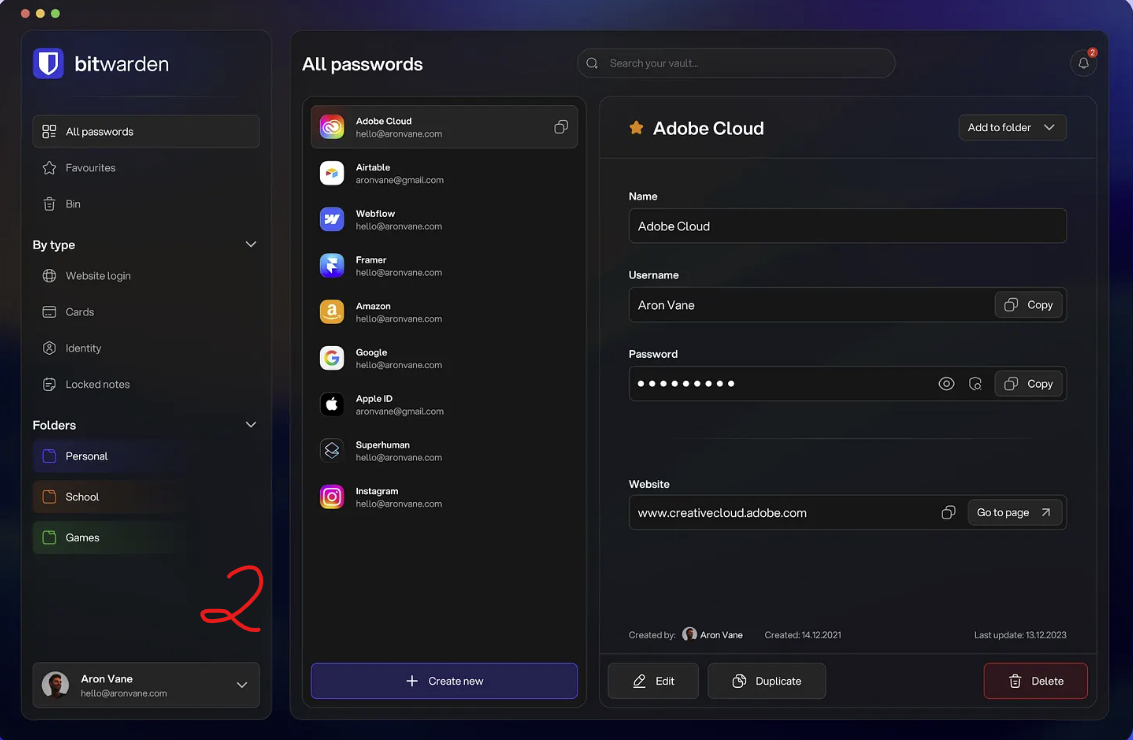 bitwarden
All passwords
Favourites
Bin
By type
Website login
Cards
Identity
Locked notes
Folders
Personal
School
Games
2
Aron Vane
hello@aronvane.com
All passwords
Search your vault...
2
Adobe Cloud
hello@aronvane.com
Airtable
aronvane@gmail.com
Webflow
hello@aronvane.com
Framer
hello@aronvane.com
Amazon
hello@aronvane.com
Google
hello@aronvane.com
Apple ID
aronvane@gmail.com
Superhuman
hello@aronvane.com
Instagram
hello@aronvane.com
Create new
Adobe Cloud
Add to folder
Name
Adobe Cloud
Username
Aron Vane
Copy
Password
•••••••••
Copy
Website
www.creativecloud.adobe.com
Go to page
Created by: Aron Vane Created: 14.12.2021 Last update: 13.12.2023
Edit Duplicate Delete